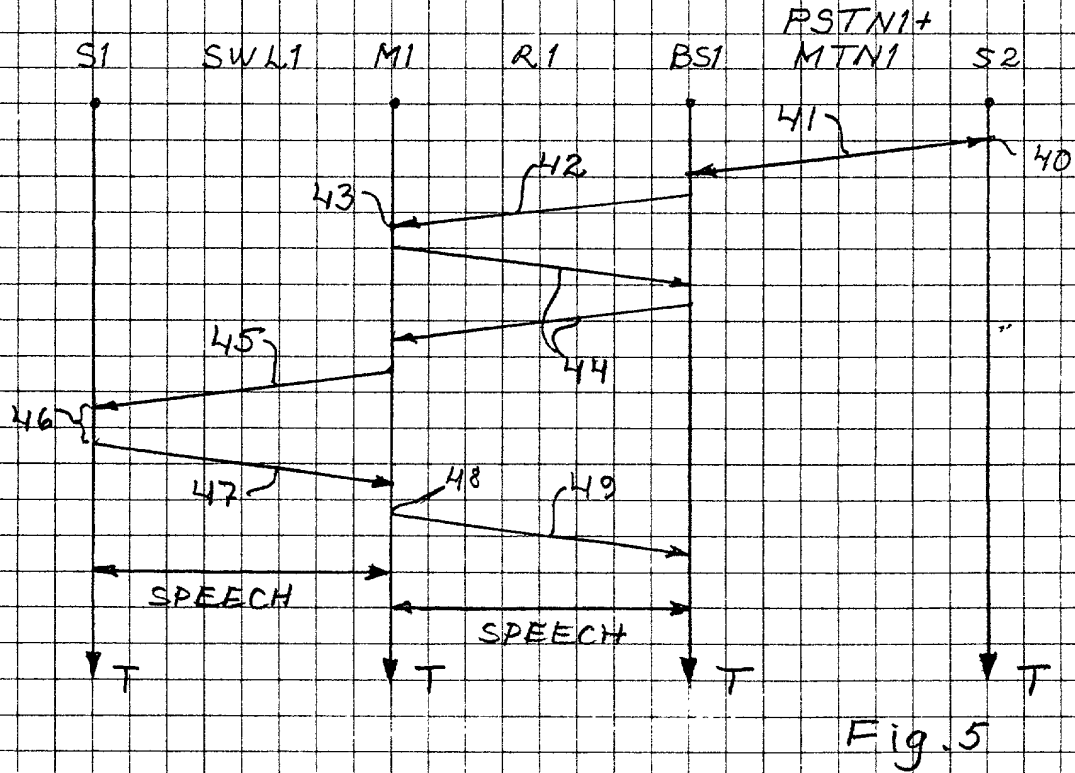 PSTN1+
S1 SWL1 M1 R1 BS1 MTN1 S2
41
40
42
43
45
44
46
47
48
49
SPEECH
SPEECH
T T T T
Fig. 5